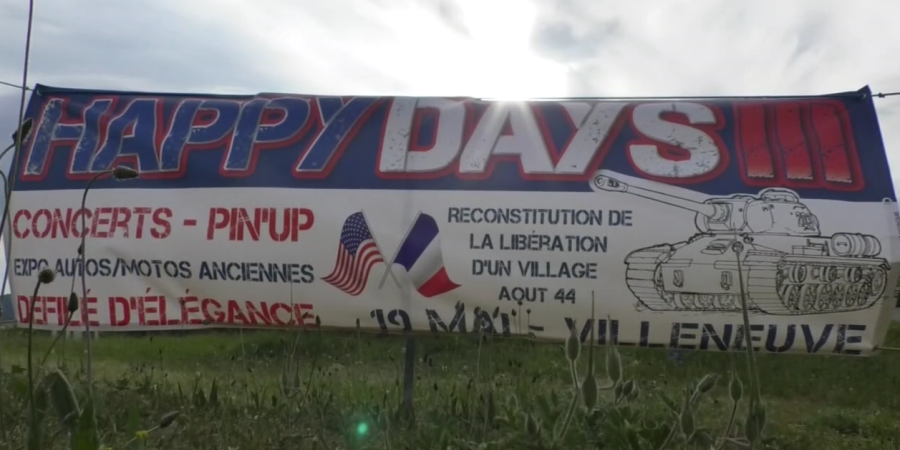 HAPPY DAYS III
CONCERTS - PIN'UP
EXPO AUTOS/MOTOS ANCIENNES
DEFILÉ D'ÉLÉGANCE
RECONSTITUTION DE
LA LIBÉRATION
D'UN VILLAGE
AOUT 44
19 MAI - VILLENEUVE